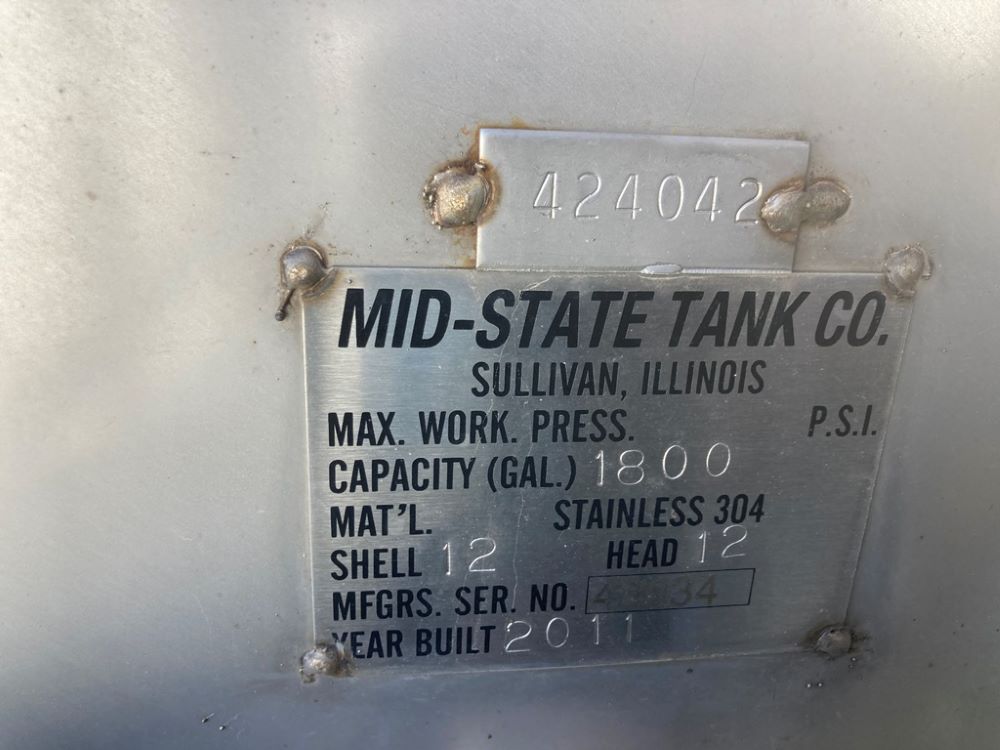 424042
MID-STATE TANK CO.
SULLIVAN, ILLINOIS
MAX. WORK. PRESS. P.S.I.
CAPACITY (GAL.) 1800
MAT'L. STAINLESS 304
SHELL 12 HEAD 12
MFGRS. SER. NO.
YEAR BUILT 2011